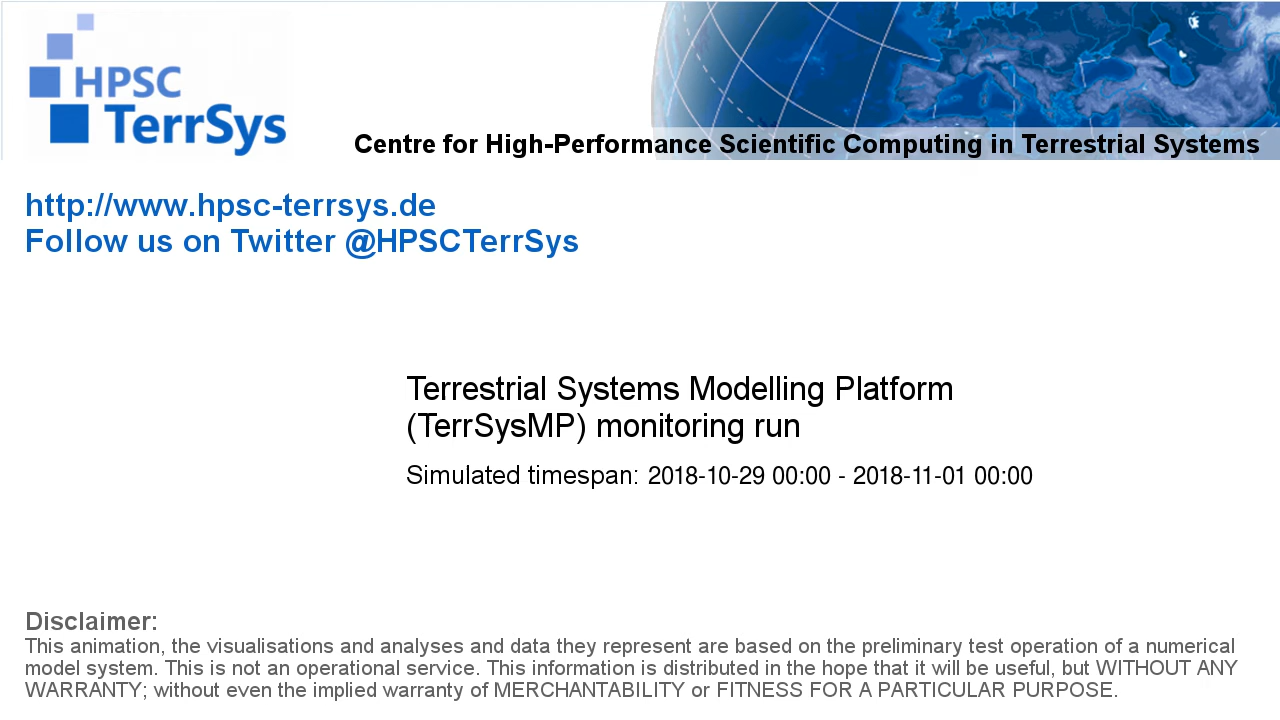 HPSC
TerrSys
Centre for High-Performance Scientific Computing in Terrestrial Systems
http://www.hpsc-terrsys.de
Follow us on Twitter @HPSCTerrSys
Terrestrial Systems Modelling Platform
(TerrSysMP) monitoring run
Simulated timespan: 2018-10-29 00:00 - 2018-11-01 00:00
Disclaimer:
This animation, the visualisations and analyses and data they represent are based on the preliminary test operation of a numerical
model system. This is not an operational service. This information is distributed in the hope that it will be useful, but WITHOUT ANY
WARRANTY; without even the implied warranty of MERCHANTABILITY or FITNESS FOR A PARTICULAR PURPOSE.